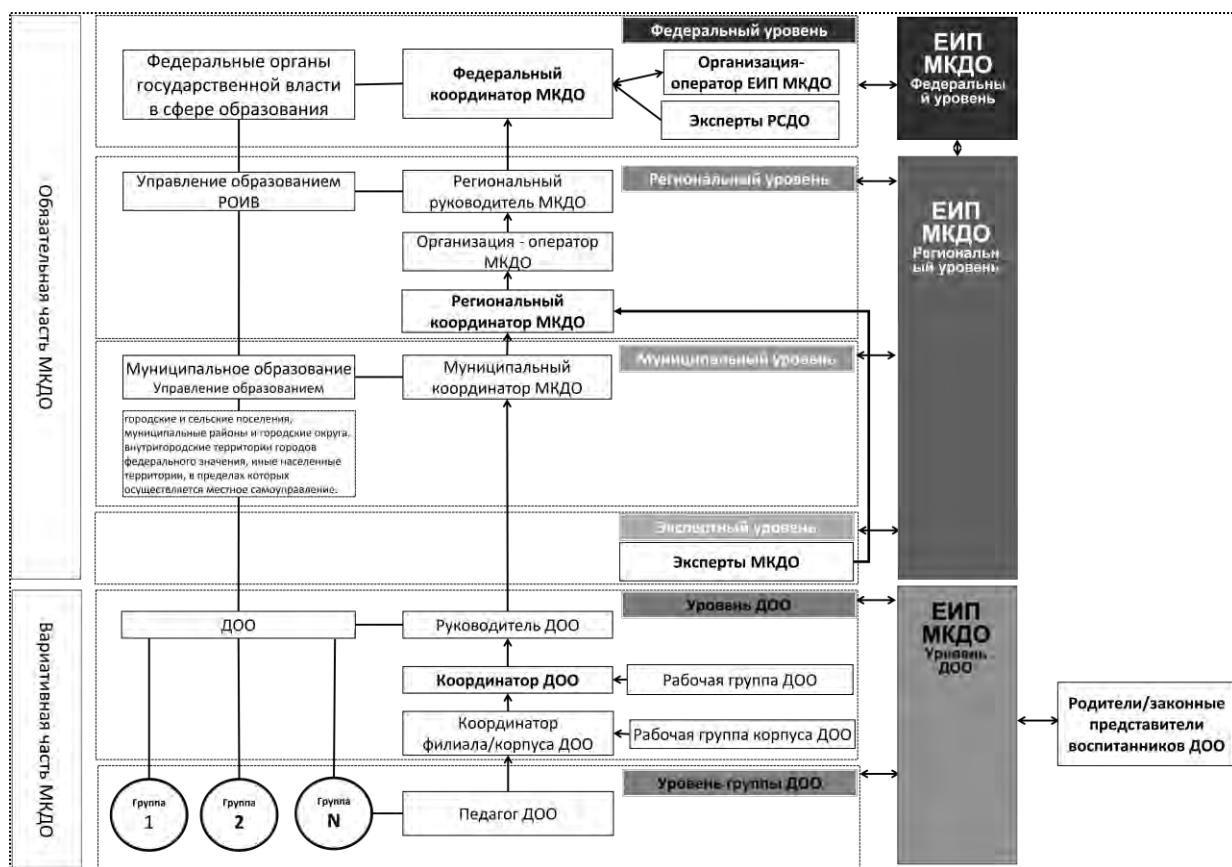 Обязательная часть МКДО
Федеральный уровень
Федеральные органы
государственной власти
в сфере образования
Федеральный
координатор МКДО
Организация-
оператор ЕИП МКДО
Эксперты РСДО
ЕИП
МКДО
Федеральны
й уровень
Региональный уровень
Управление образованием
РОИВ
Региональный
руководитель МКДО
Организация - оператор
МКДО
Региональный
координатор МКДО
ЕИП
МКДО
Региональн
ый уровень
Муниципальный уровень
Муниципальное образование
Управление образованием
Муниципальный
координатор МКДО
городские и сельские поселения,
муниципальные районы и городские округа,
внутригородские территории городов
федерального значения, иные населенные
территории, в пределах которых
осуществляется местное самоуправление.
Экспертный уровень
Эксперты МКДО
Вариативная часть МКДО
Уровень ДОО
ДОО
Руководитель ДОО
Координатор ДОО
Рабочая группа ДОО
Координатор
филиала/корпуса ДОО
Рабочая группа корпуса ДОО
ЕИП
МКДО
Уровень
ДОО
Родители/законные
представители
воспитанников ДОО
Уровень группы ДОО
Группа
1
Группа
2
Группа
N
Педагог ДОО